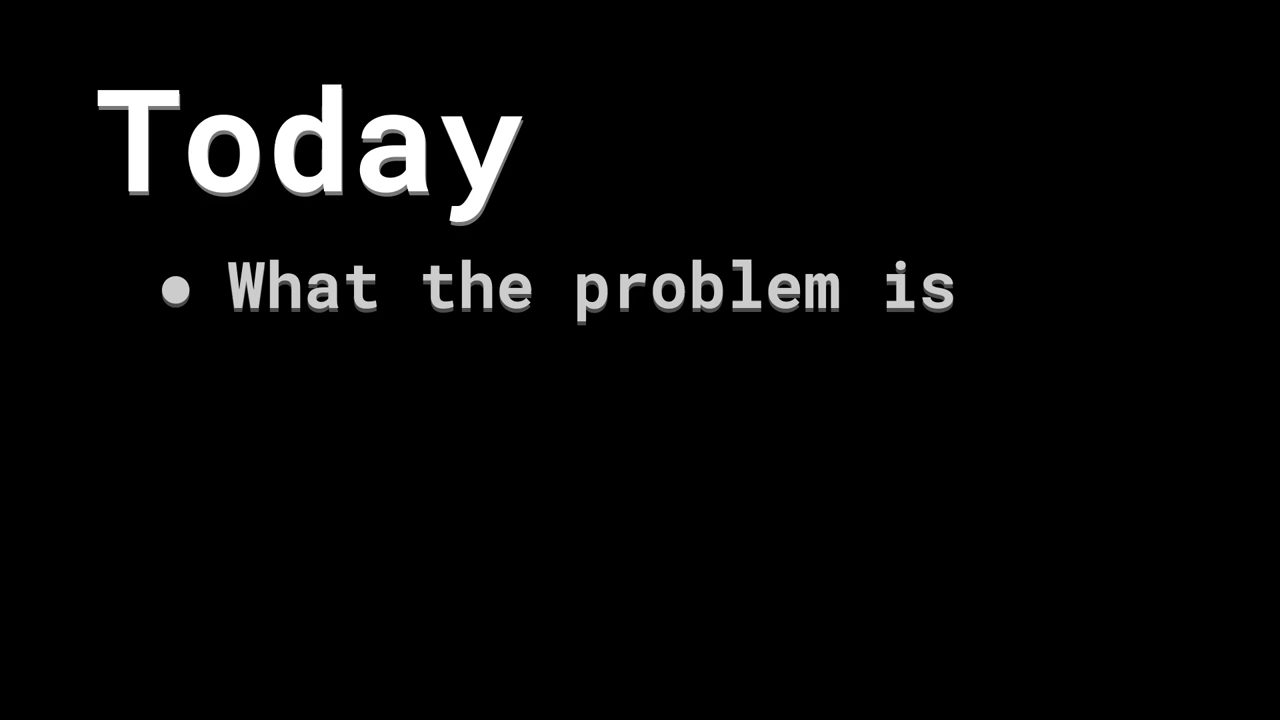 Today
● What the problem is